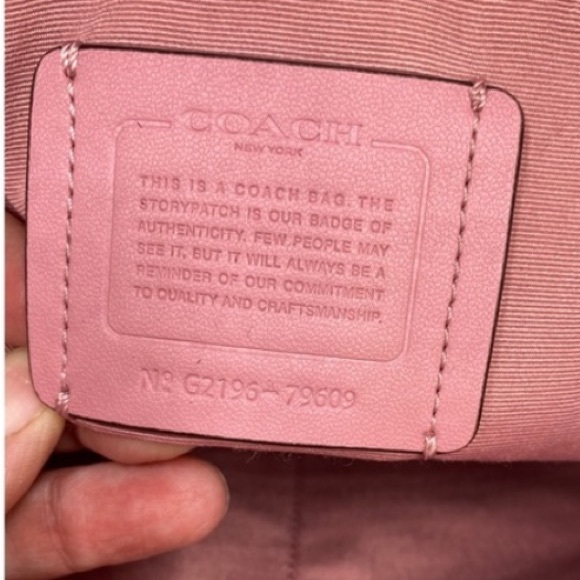 COACH
NEW YORK
THIS IS A COACH BAG. THE
STORYPATCH IS OUR BADGE OF
AUTHENTICITY. FEW PEOPLE MAY
SEE IT, BUT IT WILL ALWAYS BE A
REMINDER OF OUR COMMITMENT
TO QUALITY AND CRAFTSMANSHIP.
Nº G2196-79609